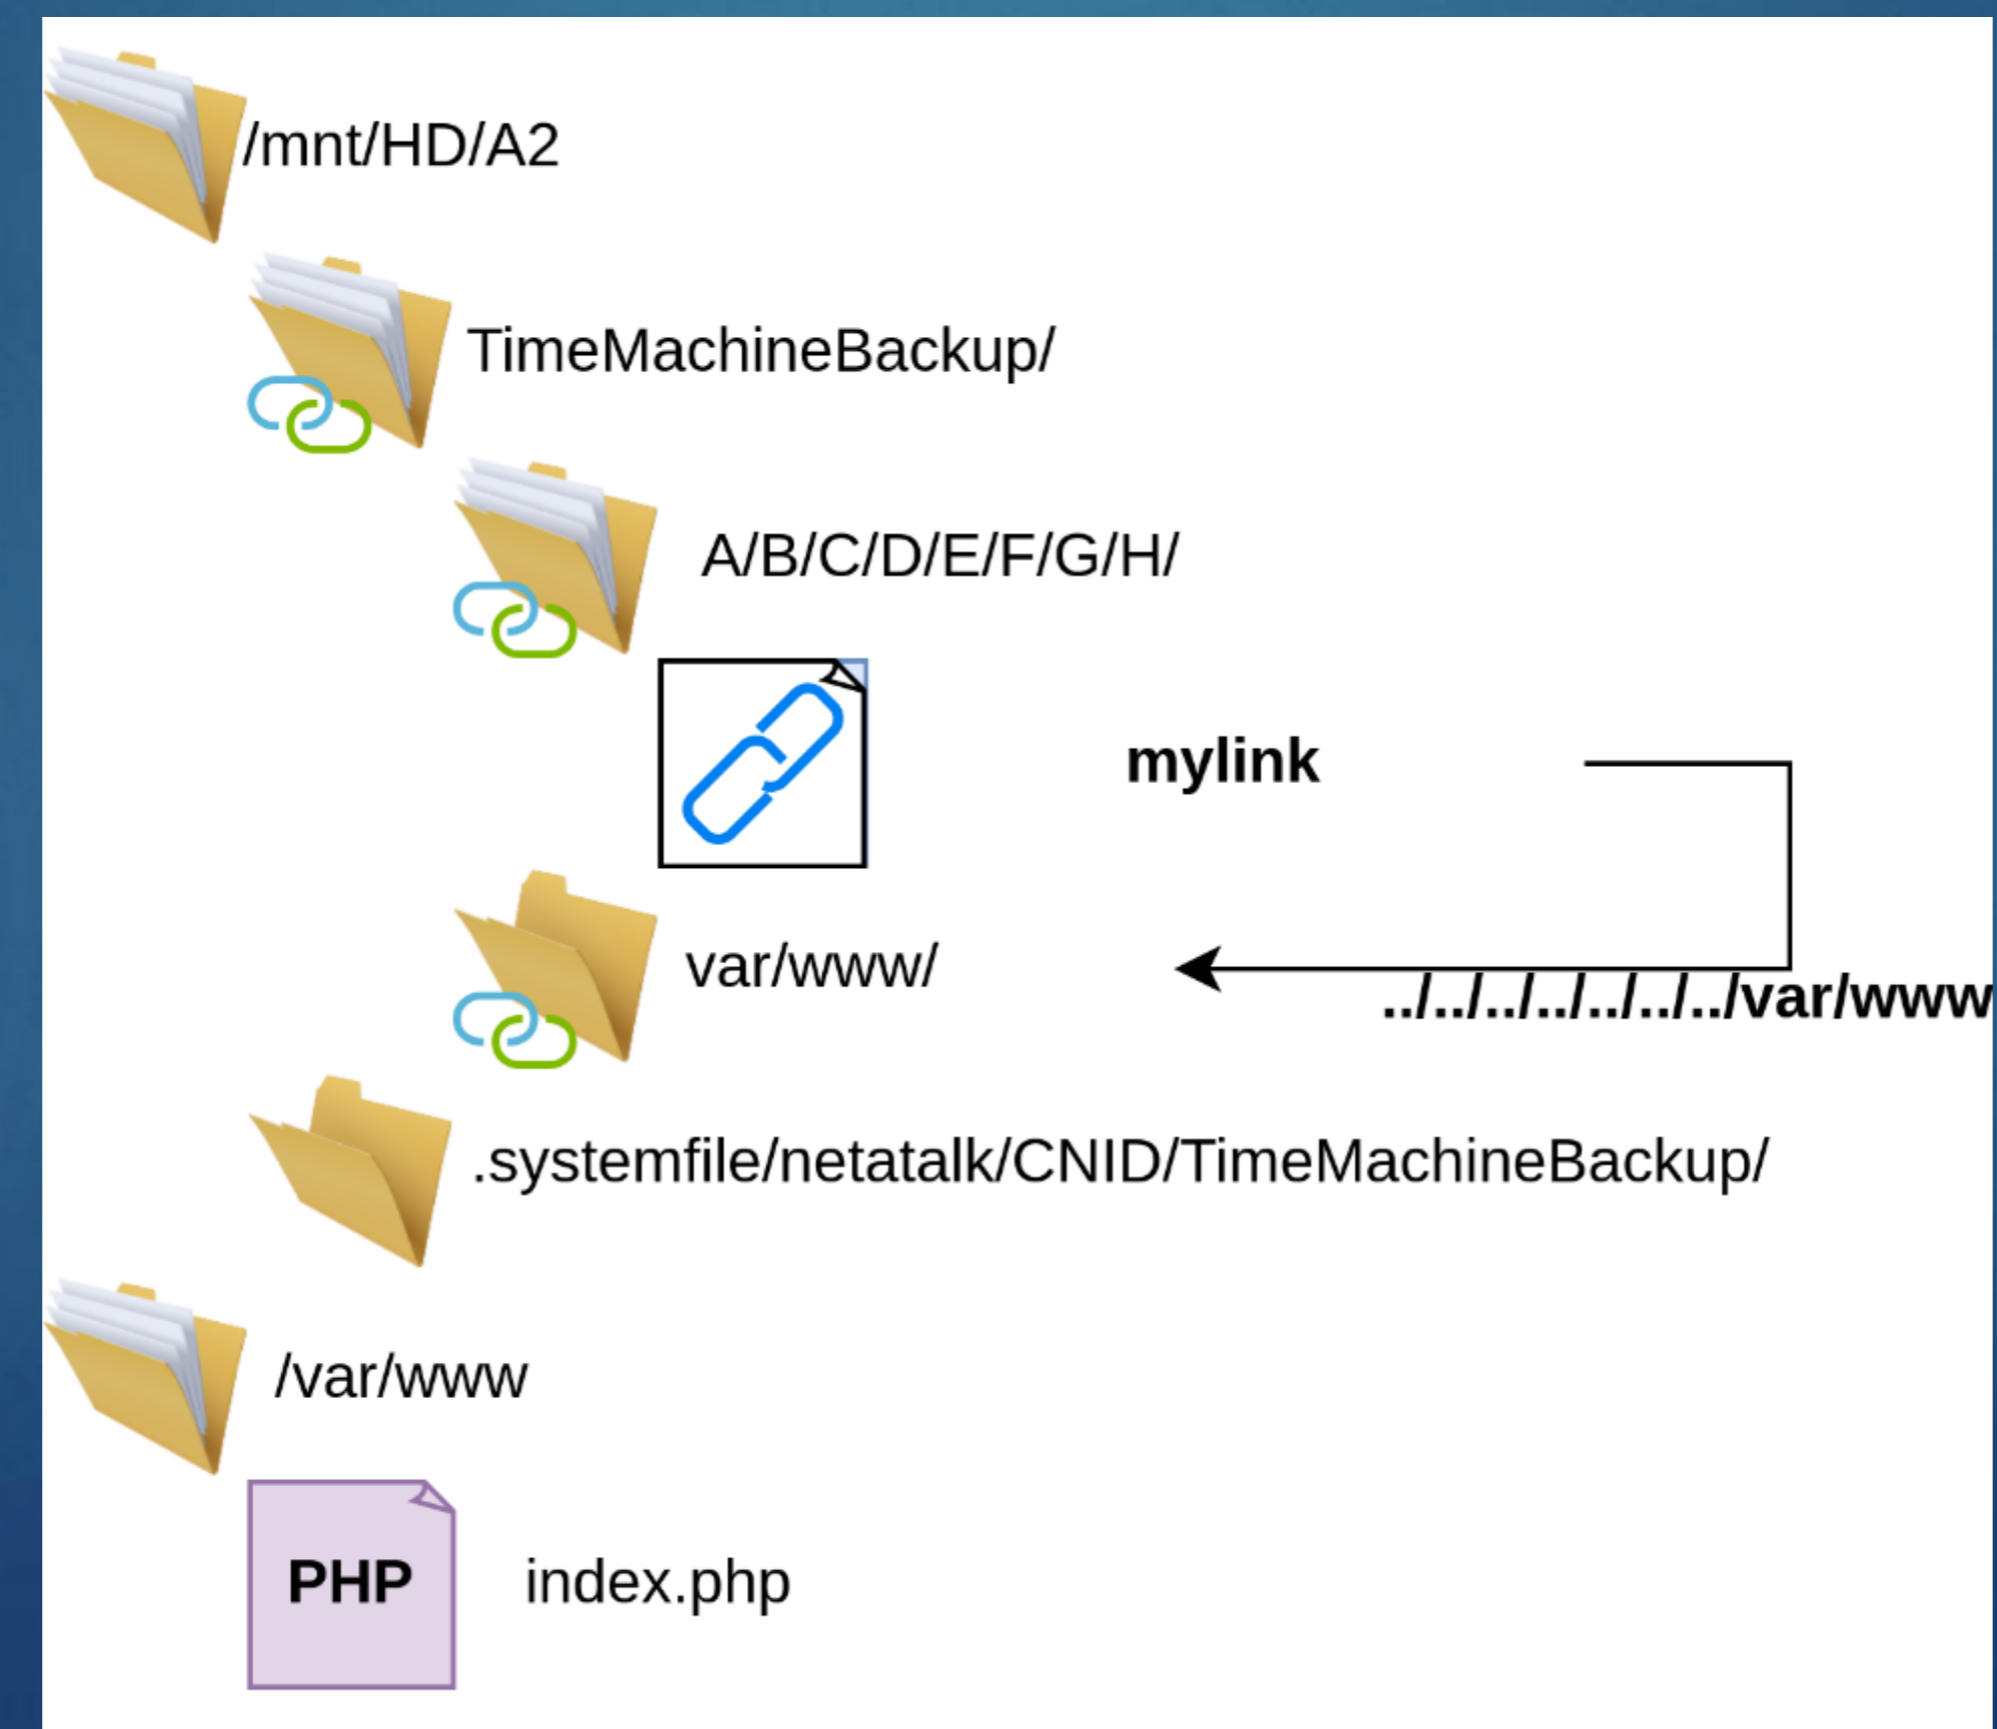 /mnt/HD/A2
TimeMachineBackup/
A/B/C/D/E/F/G/H/
mylink
var/www/
../../../../../../../var/www
.systemfile/netatalk/CNID/TimeMachineBackup/
/var/www
PHP
index.php